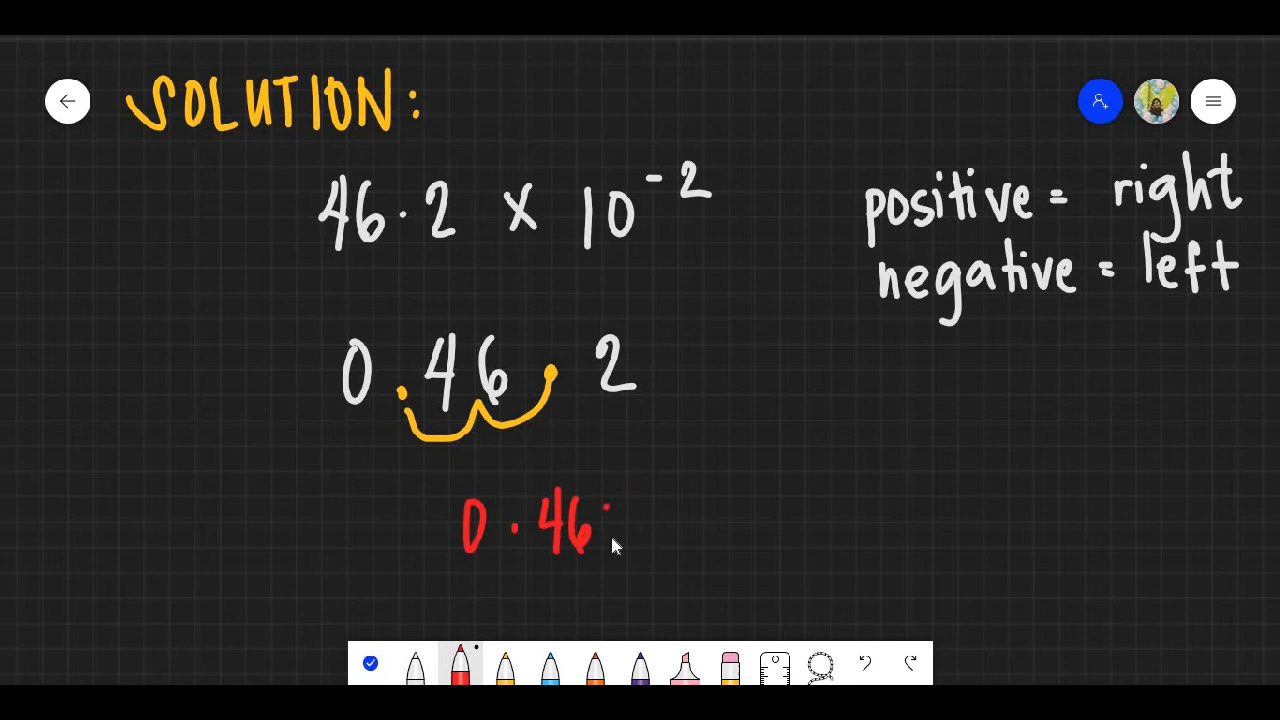 SOLUTION:
46.2 x 10⁻²
positive = right
negative = left
0.46.2
0.46